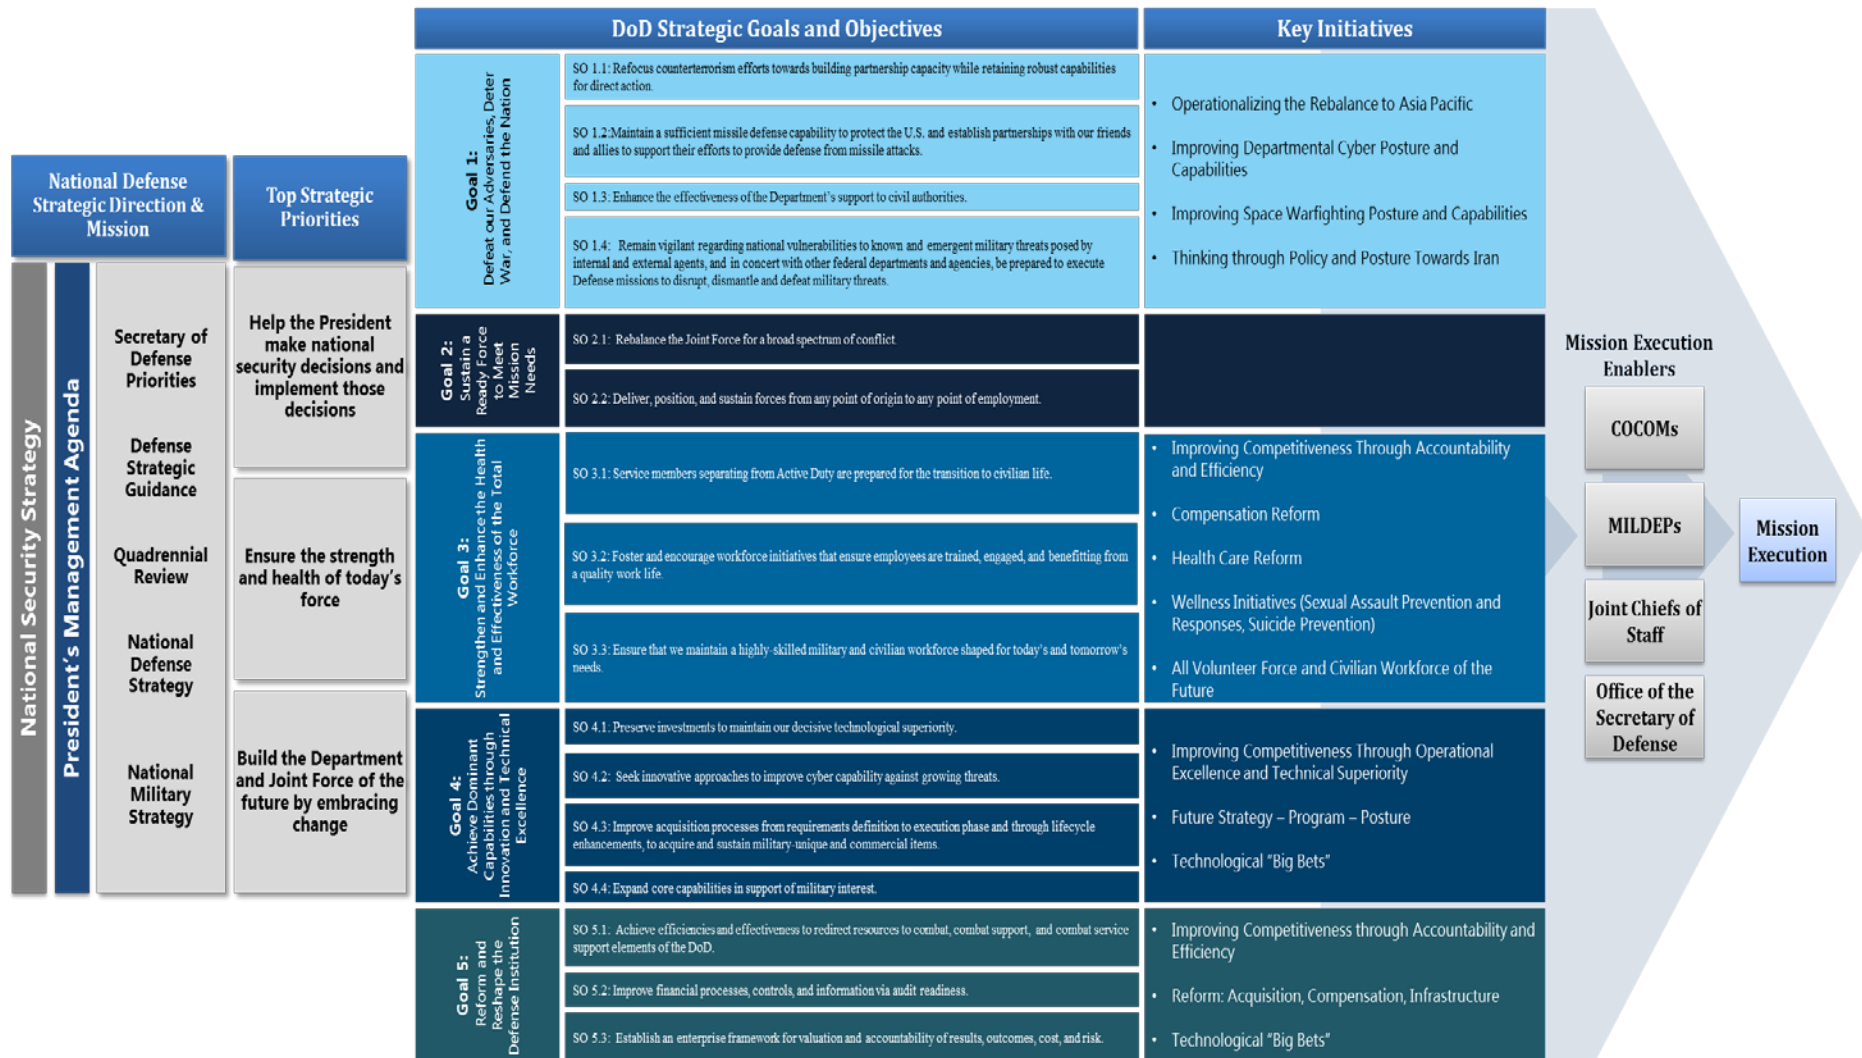 DoD Strategic Goals and Objectives
Key Initiatives
National Defense
Strategic Direction &
Mission
Top Strategic
Priorities
National Security Strategy
President's Management Agenda
Secretary of
Defense
Priorities
Defense
Strategic
Guidance
Quadrennial
Review
National
Defense
Strategy
National
Military
Strategy
Help the President
make national
security decisions and
implement those
decisions
Ensure the strength
and health of today's
force
Build the Department
and Joint Force of the
future by embracing
change
Goal 1:
Defeat our Adversaries, Deter
War, and Defend the Nation
SO 1.1: Refocus counterterrorism efforts towards building partnership capacity while retaining robust capabilities
for direct action.
SO 1.2:Maintain a sufficient missile defense capability to protect the U.S. and establish partnerships with our friends
and allies to support their efforts to provide defense from missile attacks.
SO 1.3: Enhance the effectiveness of the Department's support to civil authorities.
SO 1.4: Remain vigilant regarding national vulnerabilities to known and emergent military threats posed by
internal and external agents, and in concert with other federal departments and agencies, be prepared to execute
Defense missions to disrupt, dismantle and defeat military threats.
• Operationalizing the Rebalance to Asia Pacific
• Improving Departmental Cyber Posture and
Capabilities
• Improving Space Warfighting Posture and Capabilities
• Thinking through Policy and Posture Towards Iran
Goal 2:
Sustain a
Ready Force
to Meet
Mission
Needs
SO 2.1: Rebalance the Joint Force for a broad spectrum of conflict.
SO 2.2: Deliver, position, and sustain forces from any point of origin to any point of employment.
Goal 3:
Strengthen and Enhance the Health
and Effectiveness of the Total
Workforce
SO 3.1: Service members separating from Active Duty are prepared for the transition to civilian life.
SO 3.2: Foster and encourage workforce initiatives that ensure employees are trained, engaged, and benefitting from
a quality work life.
SO 3.3: Ensure that we maintain a highly-skilled military and civilian workforce shaped for today's and tomorrow's
needs.
• Improving Competitiveness Through Accountability
and Efficiency
• Compensation Reform
• Health Care Reform
• Wellness Initiatives (Sexual Assault Prevention and
Responses, Suicide Prevention)
• All Volunteer Force and Civilian Workforce of the
Future
Goal 4:
Achieve Dominant
Capabilities through
Innovation and Technical
Excellence
SO 4.1: Preserve investments to maintain our decisive technological superiority.
SO 4.2: Seek innovative approaches to improve cyber capability against growing threats.
SO 4.3: Improve acquisition processes from requirements definition to execution phase and through lifecycle
enhancements, to acquire and sustain military-unique and commercial items.
SO 4.4: Expand core capabilities in support of military interest.
• Improving Competitiveness Through Operational
Excellence and Technical Superiority
• Future Strategy – Program – Posture
• Technological "Big Bets"
Goal 5:
Reform and
Reshape the
Defense Institution
SO 5.1: Achieve efficiencies and effectiveness to redirect resources to combat, combat support, and combat service
support elements of the DoD.
SO 5.2: Improve financial processes, controls, and information via audit readiness.
SO 5.3: Establish an enterprise framework for valuation and accountability of results, outcomes, cost, and risk.
• Improving Competitiveness through Accountability and
Efficiency
• Reform: Acquisition, Compensation, Infrastructure
• Technological "Big Bets"
Mission Execution
Enablers
COCOMs
MILDEPs
Joint Chiefs of
Staff
Office of the
Secretary of
Defense
Mission
Execution